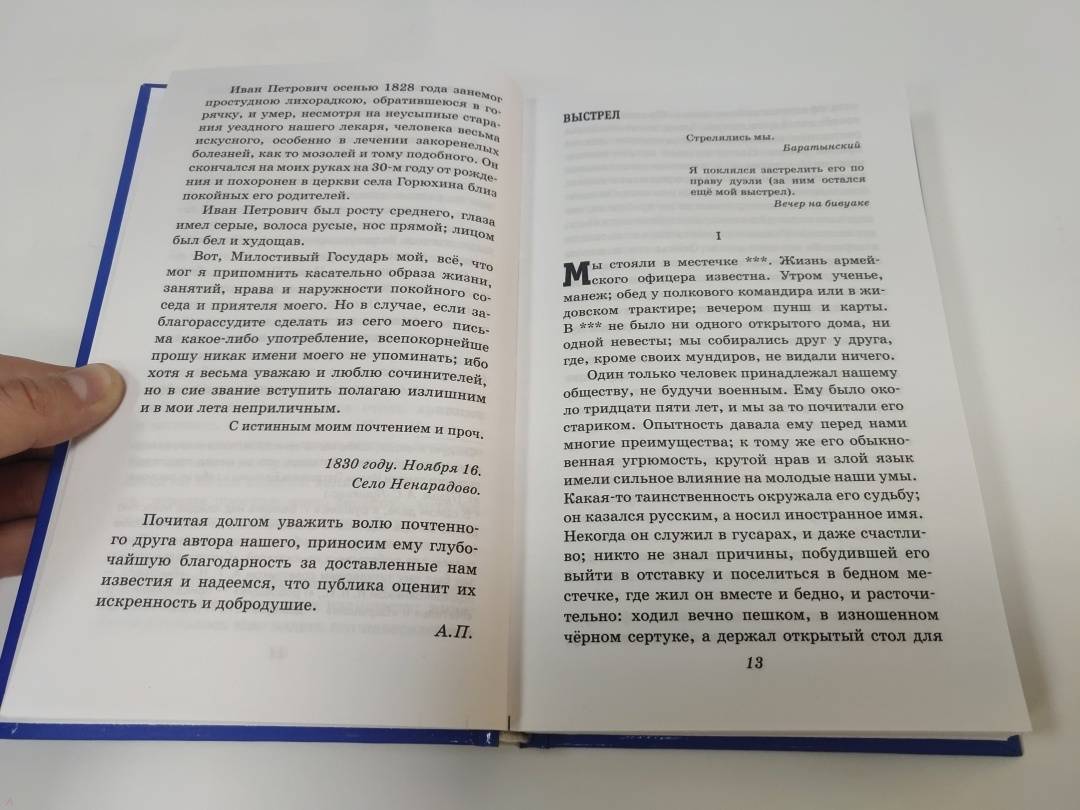 Иван Петрович осенью 1828 года занемог
простудною лихорадкою, обратившеюся в го-
рячку, и умер, несмотря на неусыпные стара-
ния уездного нашего лекаря, человека весьма
искусного, особенно в лечении закоренелых
болезней, как то мозолей и тому подобного. Он
скончался на моих руках на 30-м году от рожде-
ния и похоронен в церкви села Горюхина близ
покойных его родителей.
Иван Петрович был росту среднего, глаза
имел серые, волоса русые, нос прямой; лицом
был бел и худощав.
Вот, Милостивый Государь мой, всё, что
мог я припомнить касательно образа жизни,
занятий, нрава и наружности покойного со-
седа и приятеля моего. Но в случае, если за-
благорассудите сделать из сего моего пись-
ма какое-либо употребление, всепокорнейше
прошу никак имени моего не упоминать; ибо
хотя я весьма уважаю и люблю сочинителей,
но в сие звание вступить полагаю излишним
и в мои лета неприличным.
С истинным моим почтением и проч.
1830 году. Ноября 16.
Село Ненарадово.
Почитая долгом уважить волю почтенно-
го друга автора нашего, приносим ему глубо-
чайшую благодарность за доставленные нам
известия и надеемся, что публика оценит их
искренность и добродушие.
А.П.
ВЫСТРЕЛ
Стрелялись мы.
Баратынский
Я поклялся застрелить его по
праву дуэли (за ним остался
ещё мой выстрел).
Вечер на бивуаке
I
Мы стояли в местечке ***. Жизнь армей-
ского офицера известна. Утром ученье,
манеж; обед у полкового командира или в жи-
довском трактире; вечером пунш и карты.
В *** не было ни одного открытого дома, ни
одной невесты; мы собирались друг у друга,
где, кроме своих мундиров, не видали ничего.
Один только человек принадлежал нашему
обществу, не будучи военным. Ему было око-
ло тридцати пяти лет, и мы за то почитали его
стариком. Опытность давала ему перед нами
многие преимущества; к тому же его обыкно-
венная угрюмость, крутой нрав и злой язык
имели сильное влияние на молодые наши умы.
Какая-то таинственность окружала его судьбу;
он казался русским, а носил иностранное имя.
Некогда он служил в гусарах, и даже счастли-
во; никто не знал причины, побудившей его
выйти в отставку и поселиться в бедном ме-
стечке, где жил он вместе и бедно, и расточи-
тельно: ходил вечно пешком, в изношенном
чёрном сертуке, а держал открытый стол для
13